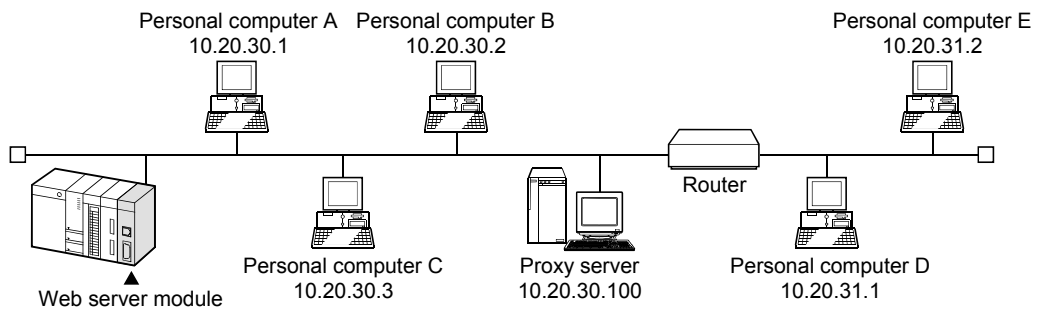 Personal computer A
10.20.30.1
Personal computer B
10.20.30.2
Personal computer E
10.20.31.2
Router
Personal computer C
10.20.30.3
Proxy server
10.20.30.100
Personal computer D
10.20.31.1
Web server module